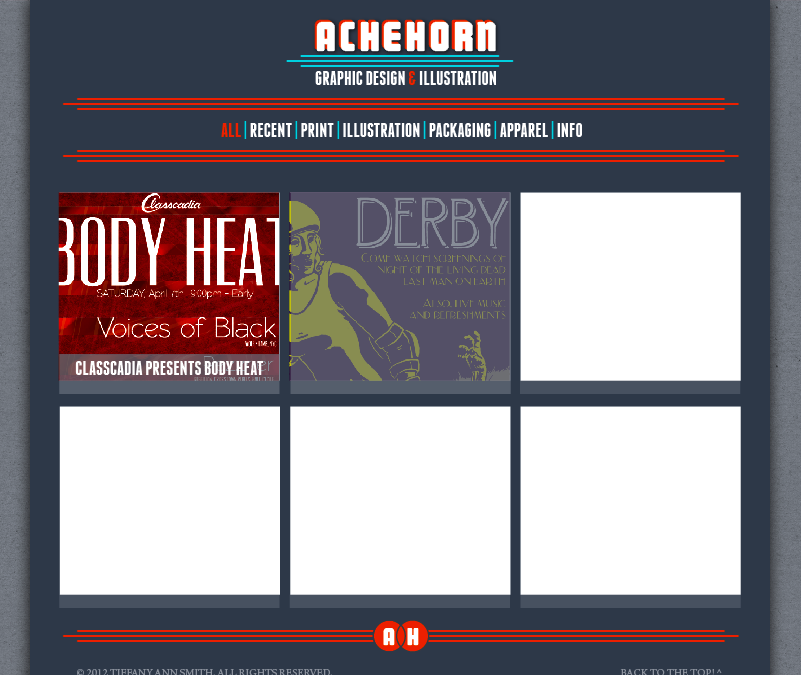 ACHEHORN
GRAPHIC DESIGN & ILLUSTRATION
ALL | RECENT | PRINT | ILLUSTRATION | PACKAGING | APPAREL | INFO
Classcadia
BODY HEAT
SATURDAY, April 7th 9:00pm - Early
Voices of Black
CLASSCADIA PRESENTS BODY HEAT
DERBY
COME WATCH SCREENINGS OF
NIGHT OF THE LIVING DEAD
LAST MAN ON EARTH
ALSO, LIVE MUSIC
AND REFRESHMENTS
A H
© 2012 TIFFANY ANN SMITH. ALL RIGHTS RESERVED.
BACK TO THE TOP! ^